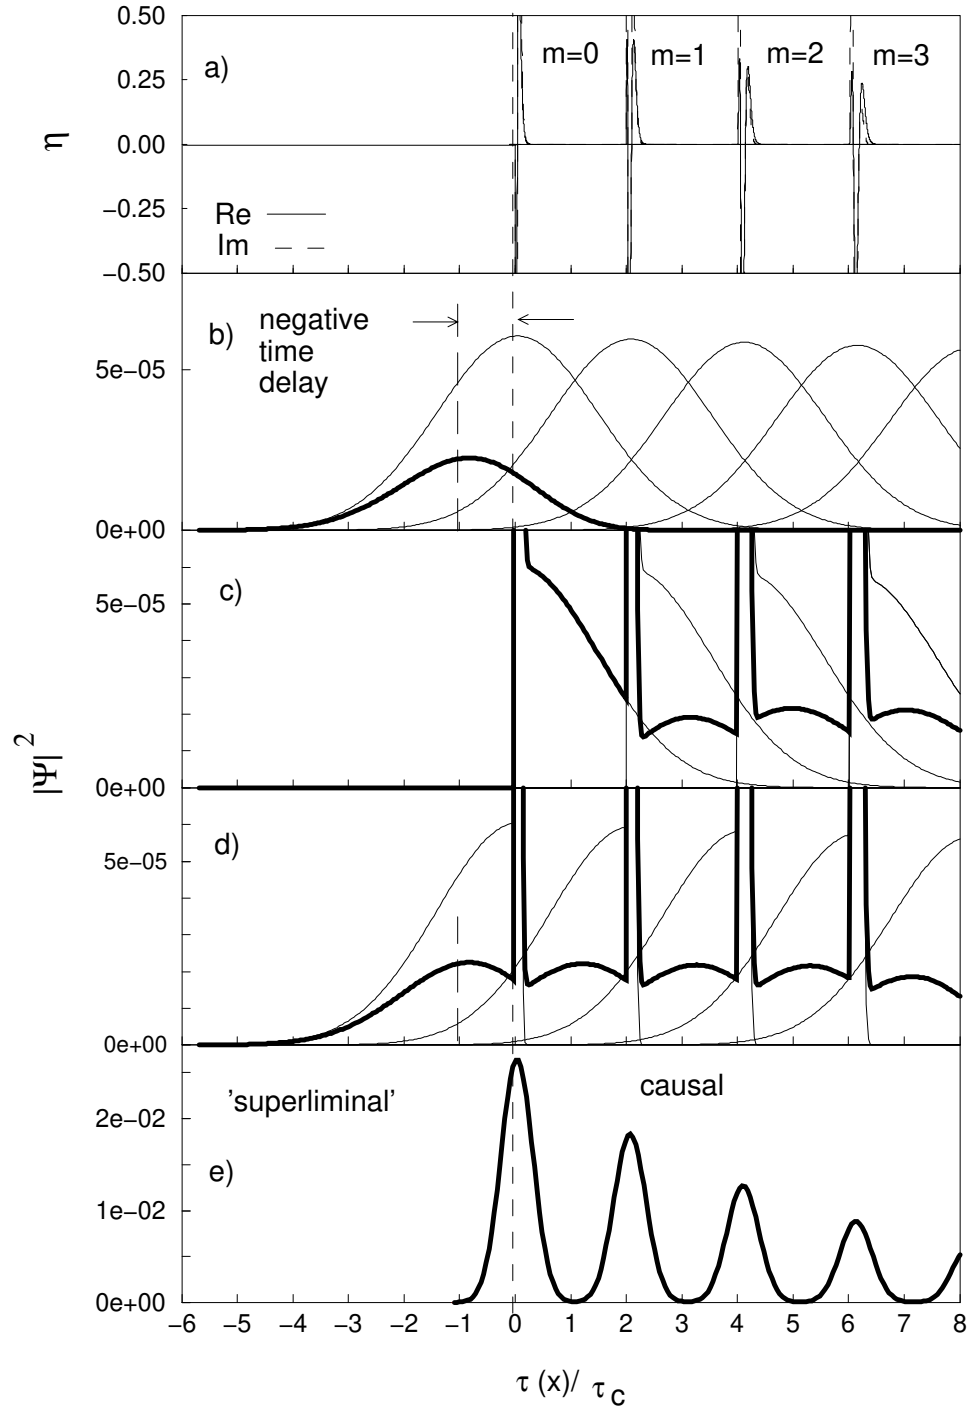 0.50
a)
m=0
m=1
m=2
m=3
0.25
η
0.00
−0.25
Re
Im
−0.50
b)
negative
time
delay
5e−05
0e+00
c)
5e−05
0e+00
|Ψ|²
d)
5e−05
0e+00
'superliminal'
causal
2e−02
e)
1e−02
0e+00
−6 −5 −4 −3 −2 −1 0 1 2 3 4 5 6 7 8
τ (x)/ τc